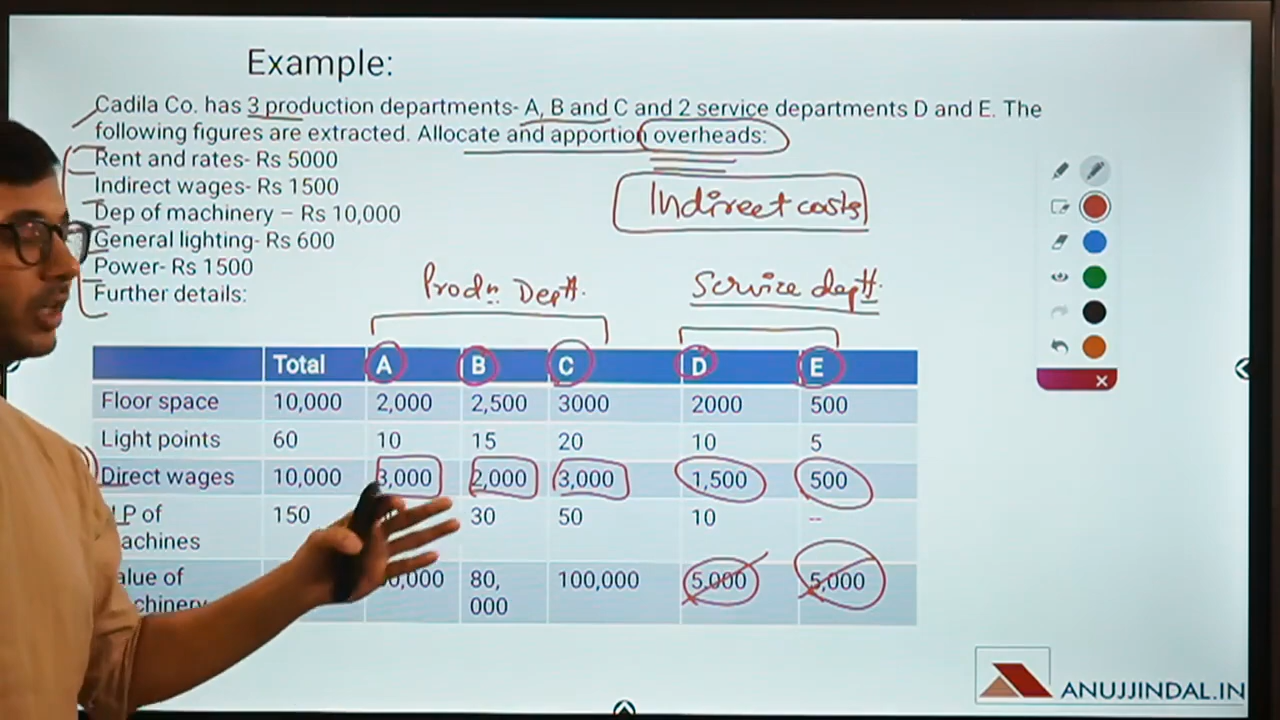 Example:
Cadila Co. has 3 production departments- A, B and C and 2 service departments D and E. The
following figures are extracted. Allocate and apportion overheads:
Rent and rates- Rs 5000
Indirect wages- Rs 1500
Dep of machinery – Rs 10,000
General lighting- Rs 600
Power- Rs 1500
Further details:
Indirect costs
Prodn Deptt.
Service deptt.
Total A B C D E
Floor space 10,000 2,000 2,500 3000 2000 500
Light points 60 10 15 20 10 5
Direct wages 10,000 3,000 2,000 3,000 1,500 500
of 150 30 50 10 --
100,000 80, 5,000 5,000
000
ANUJJINDAL.IN